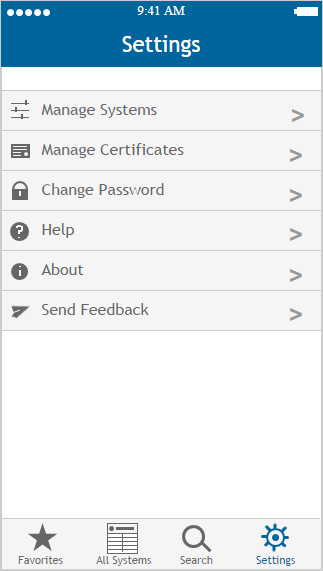 9:41 AM
Settings
Manage Systems >
Manage Certificates >
Change Password >
Help >
About >
Send Feedback >
Favorites All Systems Search Settings